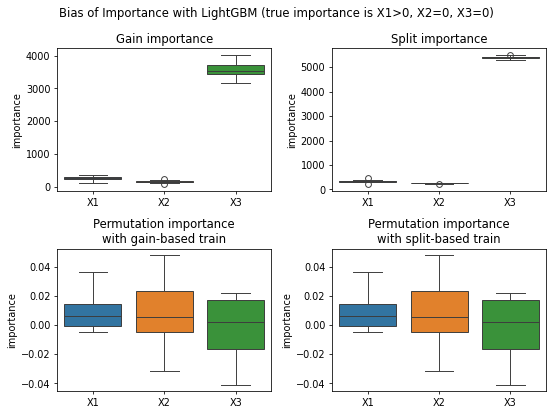 Bias of Importance with LightGBM (true importance is X1>0, X2=0, X3=0)
Gain importance
importance
4000
3000
2000
1000
0
X1 X2 X3
Split importance
importance
5000
4000
3000
2000
1000
0
X1 X2 X3
Permutation importance
with gain-based train
importance
0.04
0.02
0.00
−0.02
−0.04
X1 X2 X3
Permutation importance
with split-based train
importance
0.04
0.02
0.00
−0.02
−0.04
X1 X2 X3